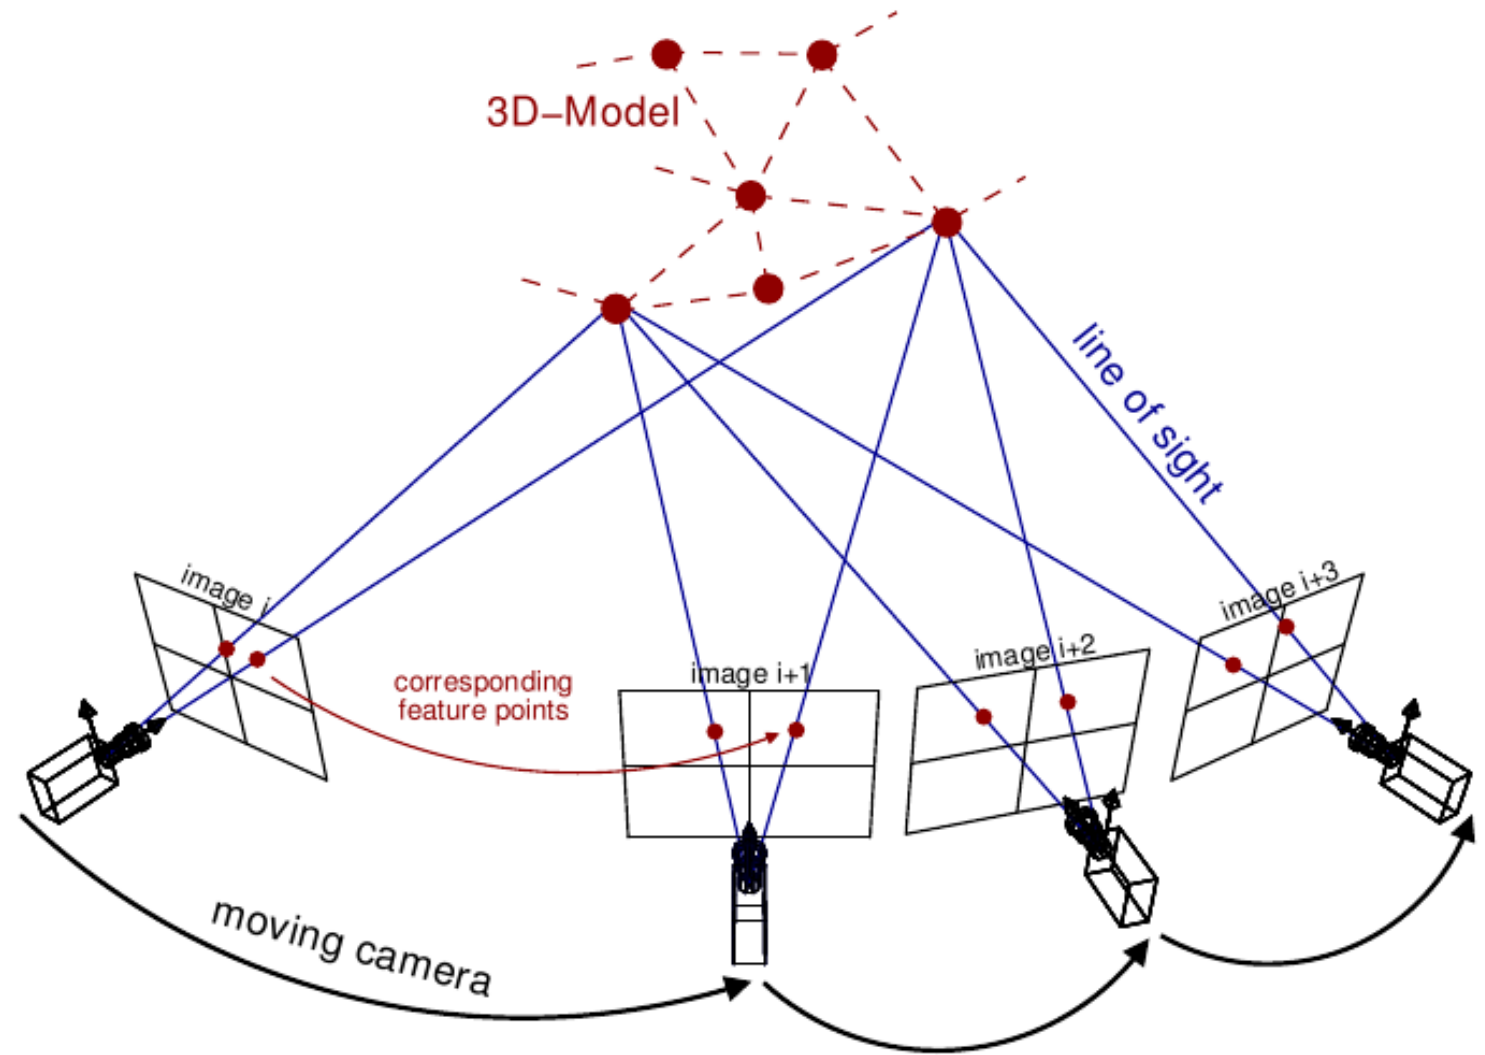 3D–Model
line of sight
image i
image i+3
image i+2
image i+1
corresponding
feature points
moving camera